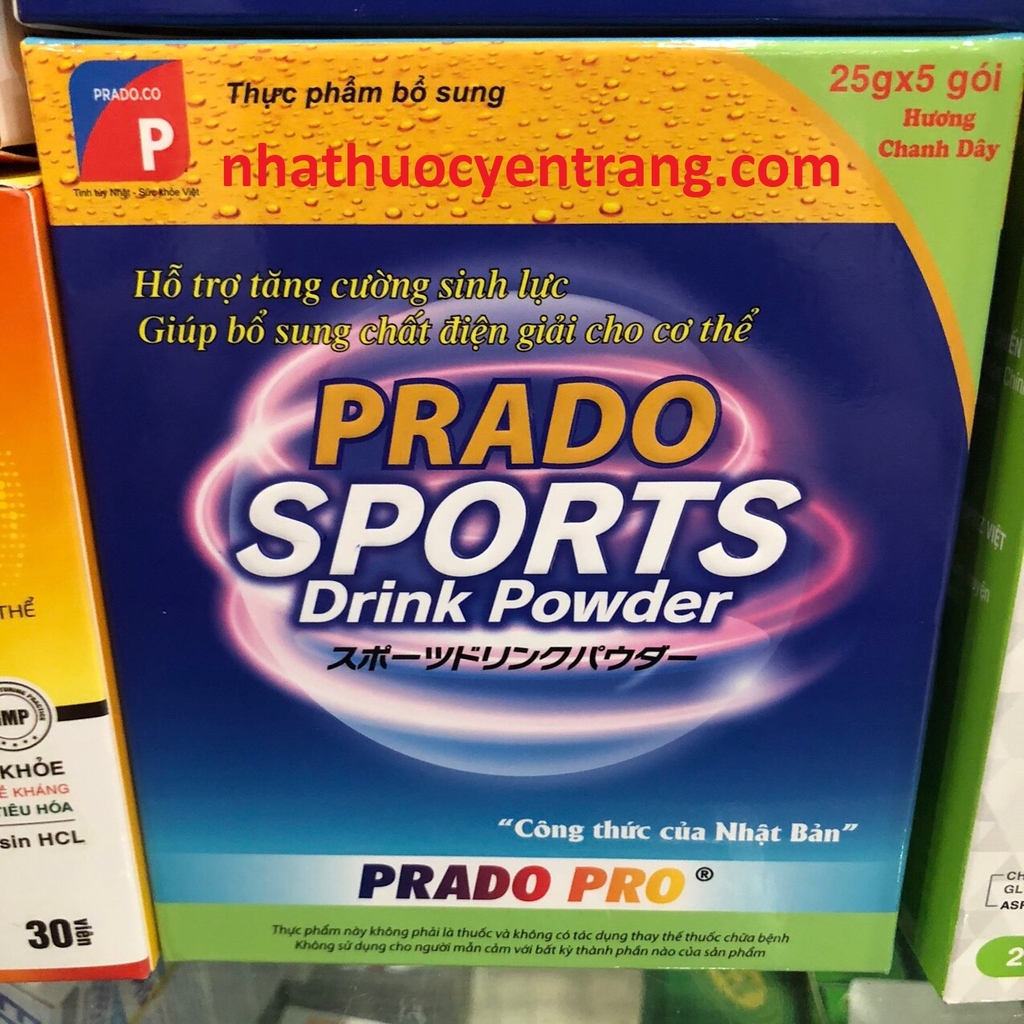 PRADO.CO
P
Tinh túy Nhật - Sức Khỏe Việt
Thực phẩm bổ sung
25gx5 gói
Hương
Chanh Dây
nhathuocyentrang.com
Hỗ trợ tăng cường sinh lực
Giúp bổ sung chất điện giải cho cơ thể
PRADO
SPORTS
Drink Powder
スポーツドリンクパウダー
“Công thức của Nhật Bản”
PRADO PRO ®
Thực phẩm này không phải là thuốc và không có tác dụng thay thế thuốc chữa bệnh
Không sử dụng cho người mẫn cảm với bất kỳ thành phần nào của sản phẩm
THỂ
KHỎE
KHÁNG
TIÊU HÓA
HCL
30 viên
VIỆT